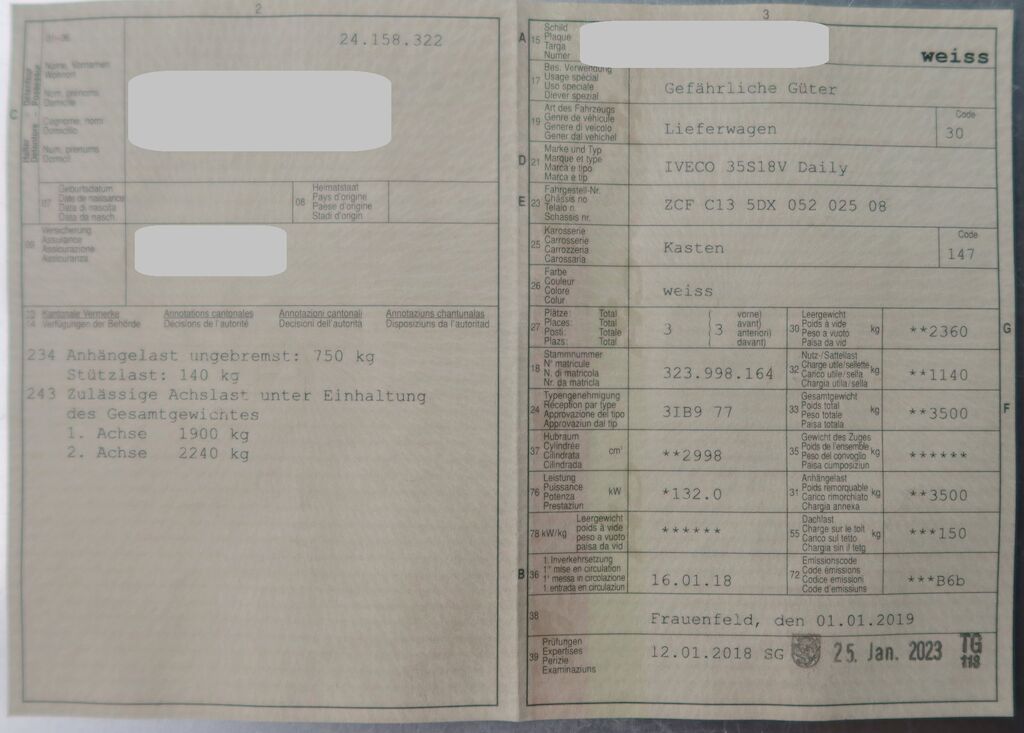 2
24.158.322
C
Halter Détenteur
Detentore Possessur
Name, Vornamen
Wohnort
Nom, prénoms
Domicile
Cognome, nomi
Domicilio
Num, prenums
Domicil
07
Geburtsdatum
Date de naissance
Data di nascita
Data da nasch.
08
Heimatstaat
Pays d'origine
Paese d'origine
Stadi d'origin
09
Versicherung
Assurance
Assicurazione
Assicuranza
13 Kantonale Vermerke Annotations cantonales Annotazioni cantonali Annotaziuns chantunalas
14 Verfügungen der Behörde Décisions de l'autorité Decisioni dell'autorità Disposiziuns da l'autoritad
234 Anhängelast ungebremst: 750 kg
Stützlast: 140 kg
243 Zulässige Achslast unter Einhaltung
des Gesamtgewichtes
1. Achse 1900 kg
2. Achse 2240 kg
3
A 15
Schild
Plaque
Targa
Numer
weiss
17
Bes. Verwendung
Usage spécial
Uso speciale
Diever spezial
Gefährliche Güter
19
Art des Fahrzeugs
Genre de véhicule
Genere di veicolo
Gener dal vehichel
Lieferwagen
Code
30
D 21
Marke und Typ
Marque et type
Marca e tipo
Marca e tip
IVECO 35S18V Daily
E 23
Fahrgestell-Nr.
Châssis no
Telaio n.
Schassis nr.
ZCF C13 5DX 052 025 08
25
Karosserie
Carrosserie
Carrozzeria
Carossaria
Kasten
Code
147
26
Farbe
Couleur
Colore
Colur
weiss
27
Plätze: Total
Places: Total
Posti: Totale
Plazs: Total
3 (3
vorne)
avant)
anteriori)
davant)
30
Leergewicht
Poids à vide
Peso a vuoto
Paisa da vid
kg
**2360
G
18
Stammnummer
N° matricule
N. di matricola
Nr. da matricla
323.998.164
32
Nutz-/Sattellast
Charge utile/sellette
Carico utile/sella
Chargia utila/sella
kg
**1140
24
Typengenehmigung
Réception par type
Approvazione del tipo
Approvaziun dal tip
3IB9 77
33
Gesamtgewicht
Poids total
Peso totale
Paisa totala
kg
**3500
F
37
Hubraum
Cylindrée
Cilindrata
Cilindrada
cm³
**2998
35
Gewicht des Zuges
Poids de l'ensemble
Peso del convoglio
Paisa cumposiziun
kg
******
76
Leistung
Puissance
Potenza
Prestaziun
kW
*132.0
31
Anhängelast
Poids remorquable
Carico rimorchiato
Chargia annexa
kg
**3500
78 kW/kg
Leergewicht
poids à vide
peso a vuoto
paisa da vid
******
55
Dachlast
Charge sur le toit
Carico sul tetto
Chargia sin il tetg
kg
***150
B 36
1. Inverkehrsetzung
1re mise en circulation
1a messa in circolazione
1. entrada en circulaziun
16.01.18
72
Emissionscode
Code émissions
Codice emissioni
Code d'emissiuns
***B6b
38
Frauenfeld, den 01.01.2019
39
Prüfungen
Expertises
Perizie
Examinaziuns
12.01.2018 SG
25. Jan. 2023
TG
118